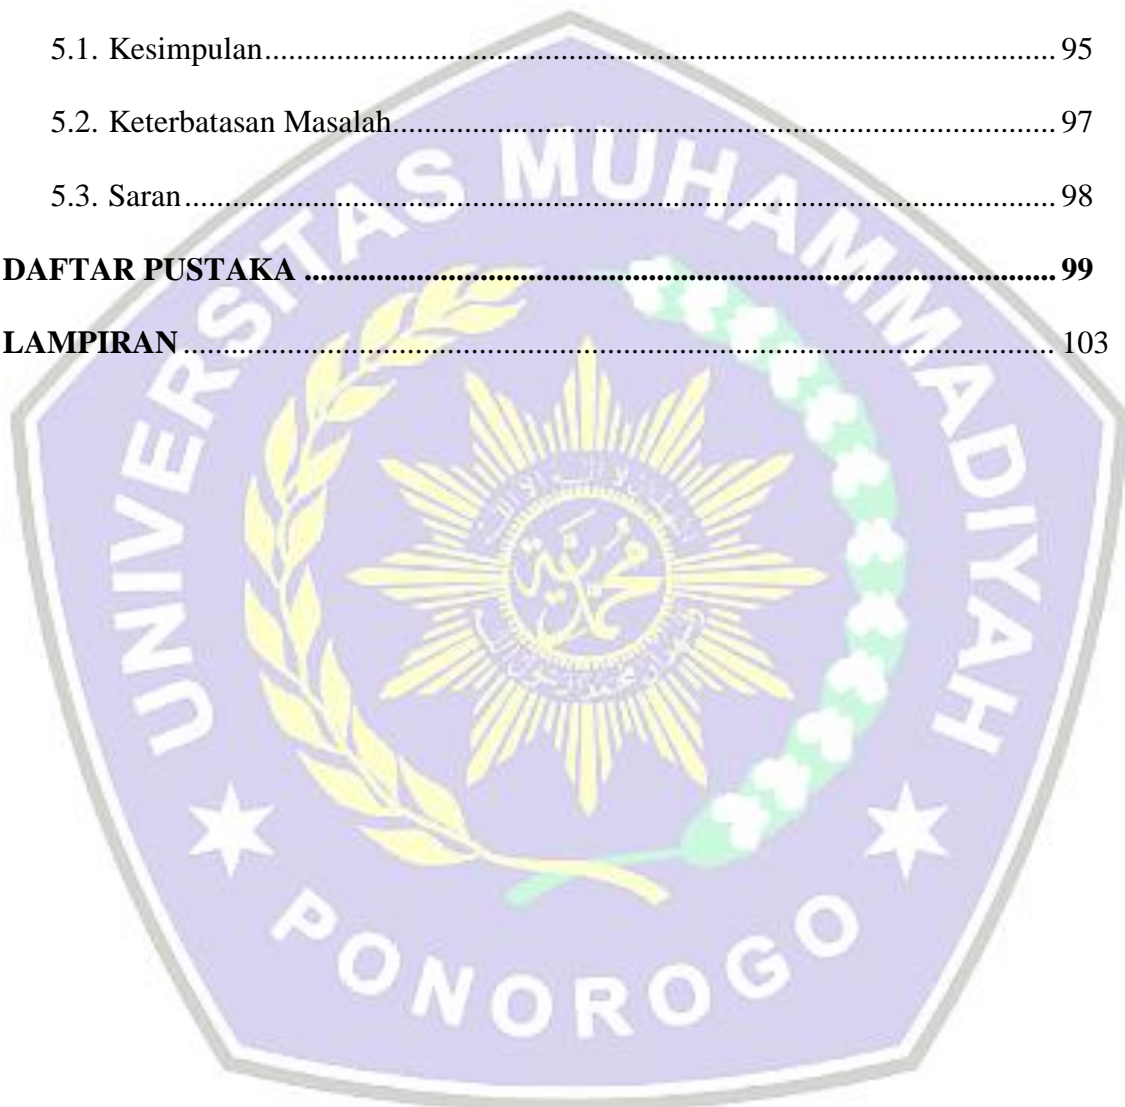 5.1. Kesimpulan.................................................................................................... 95
5.2. Keterbatasan Masalah................................................................................... 97
5.3. Saran.............................................................................................................. 98
DAFTAR PUSTAKA ............................................................................................. 99
LAMPIRAN ............................................................................................................. 103
UNIVERSITAS MUHAMMADIYAH
PONOROGO